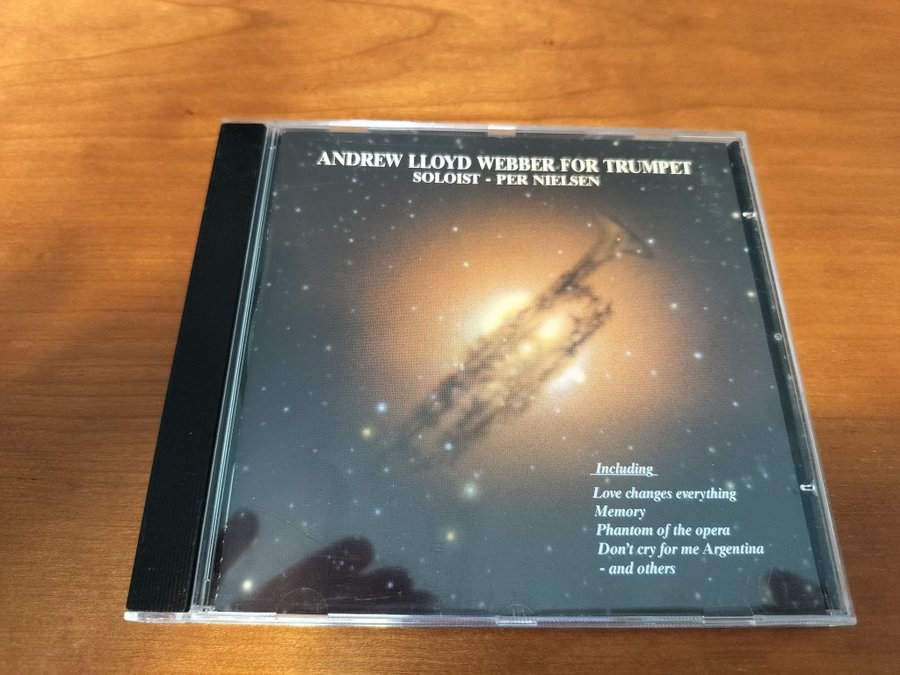 ANDREW LLOYD WEBBER FOR TRUMPET
SOLOIST - PER NIELSEN
Including
Love changes everything
Memory
Phantom of the opera
Don't cry for me Argentina
- and others